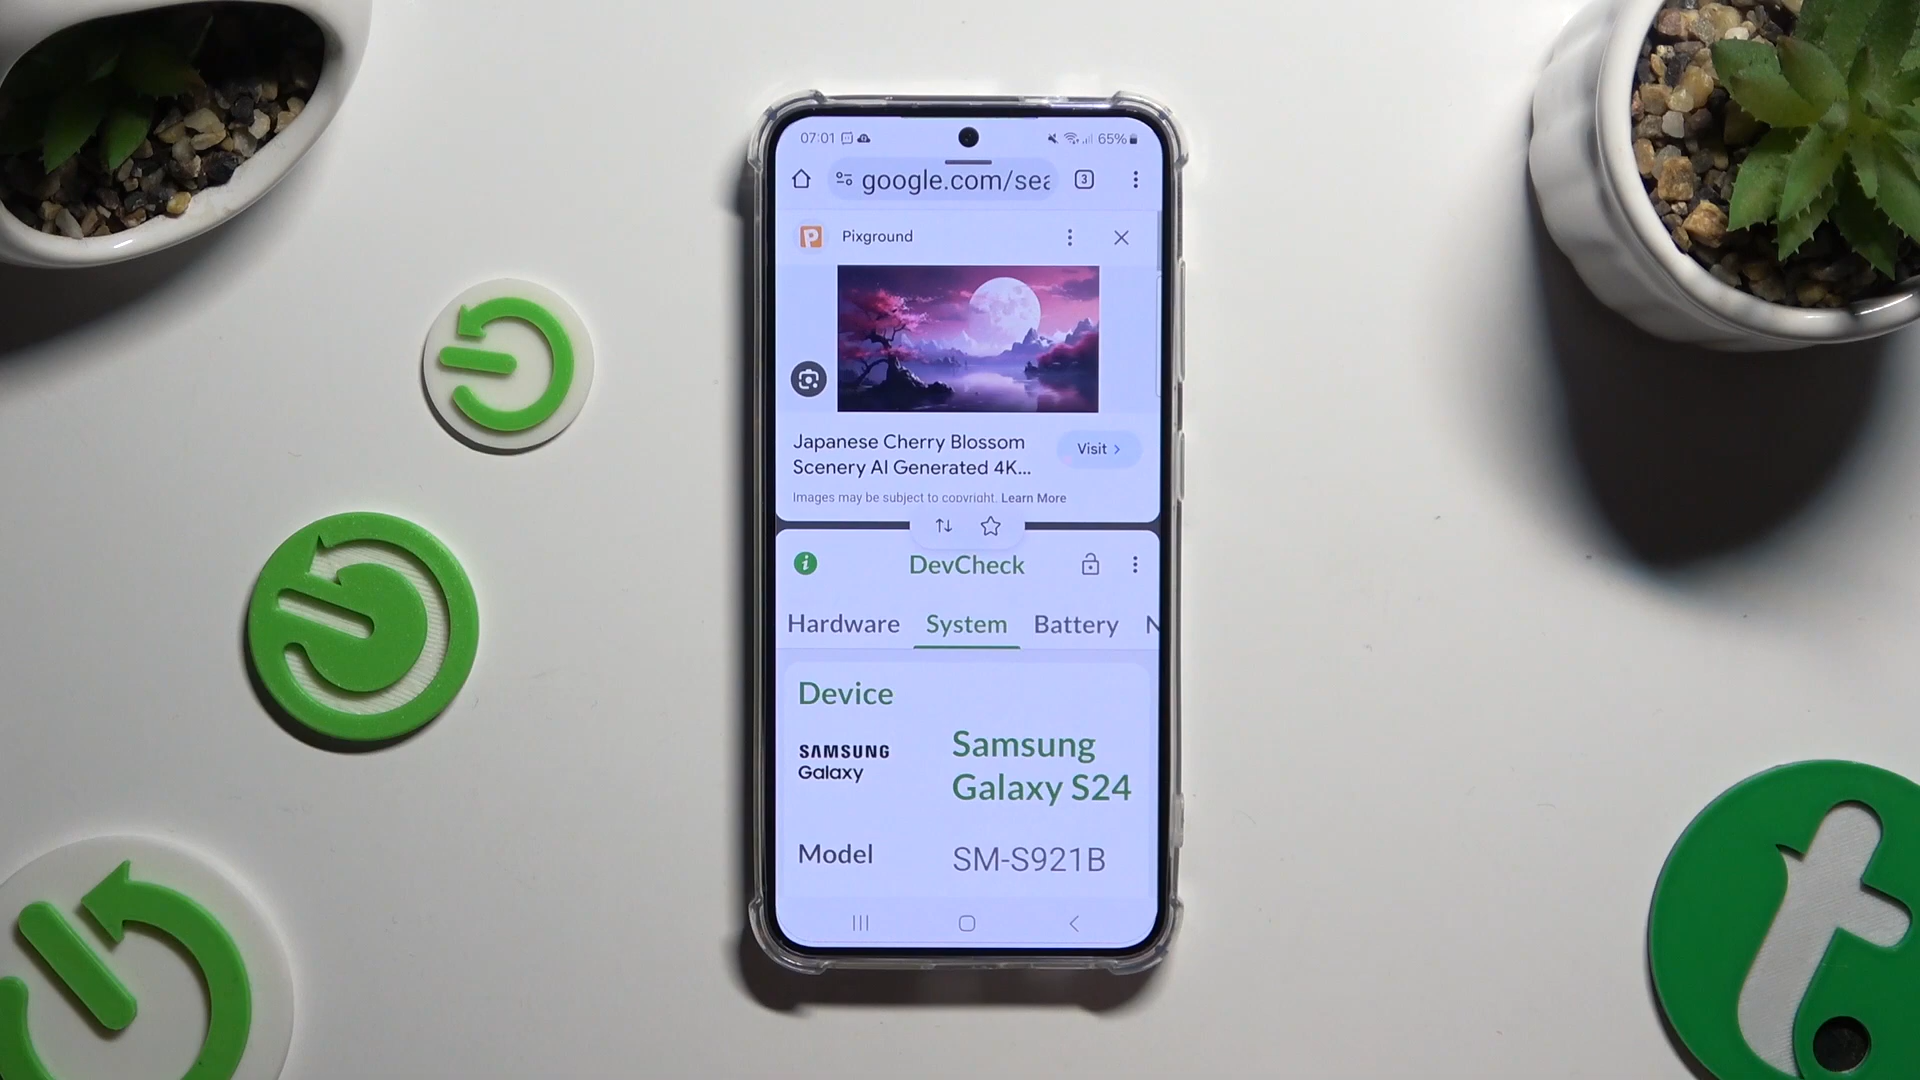 07:01 65%
google.com/sea 3
Pixground
Japanese Cherry Blossom
Scenery AI Generated 4K...
Visit >
Images may be subject to copyright. Learn More
DevCheck
Hardware System Battery N
Device
SAMSUNG
Galaxy
Samsung
Galaxy S24
Model SM-S921B